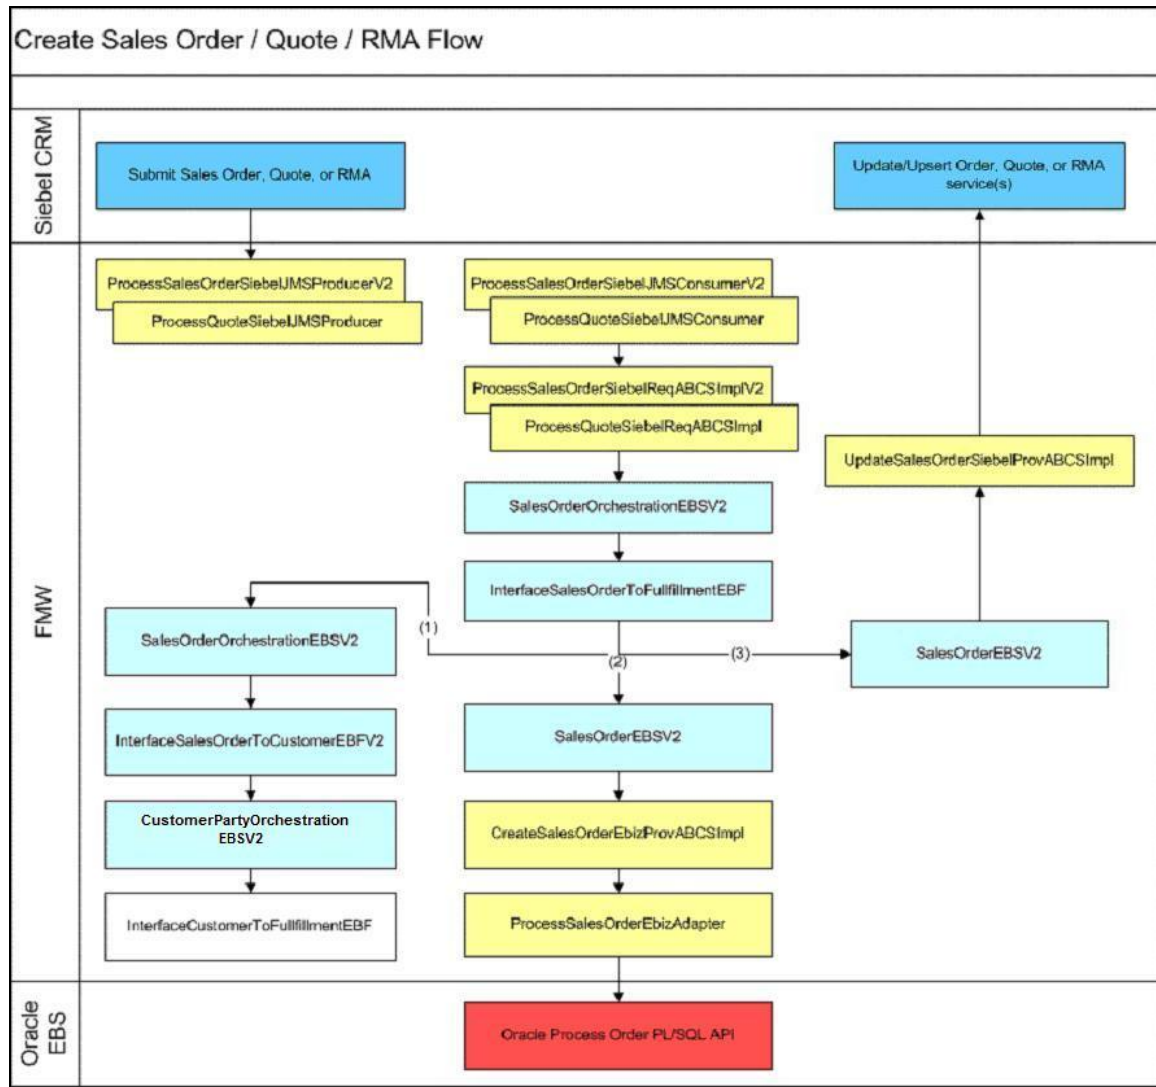 Create Sales Order / Quote / RMA Flow
Siebel CRM
Submit Sales Order, Quote, or RMA
Update/Upsert Order, Quote, or RMA
service(s)
FMW
ProcessSalesOrderSiebelJMSProducerV2
ProcessQuoteSiebelJMSProducer
ProcessSalesOrderSiebelJMSConsumerV2
ProcessQuoteSiebelJMSConsumer
ProcessSalesOrderSiebelReqABCSImplV2
ProcessQuoteSiebelReqABCSImpl
UpdateSalesOrderSiebelProvABCSImpl
SalesOrderOrchestrationEBSV2
InterfaceSalesOrderToFullfillmentEBF
(1)
(2)
(3)
SalesOrderOrchestrationEBSV2
SalesOrderEBSV2
InterfaceSalesOrderToCustomerEBFV2
SalesOrderEBSV2
CustomerPartyOrchestration
EBSV2
CreateSalesOrderEbizProvABCSImpl
InterfaceCustomerToFullfillmentEBF
ProcessSalesOrderEbizAdapter
Oracle
EBS
Oracle Process Order PL/SQL API